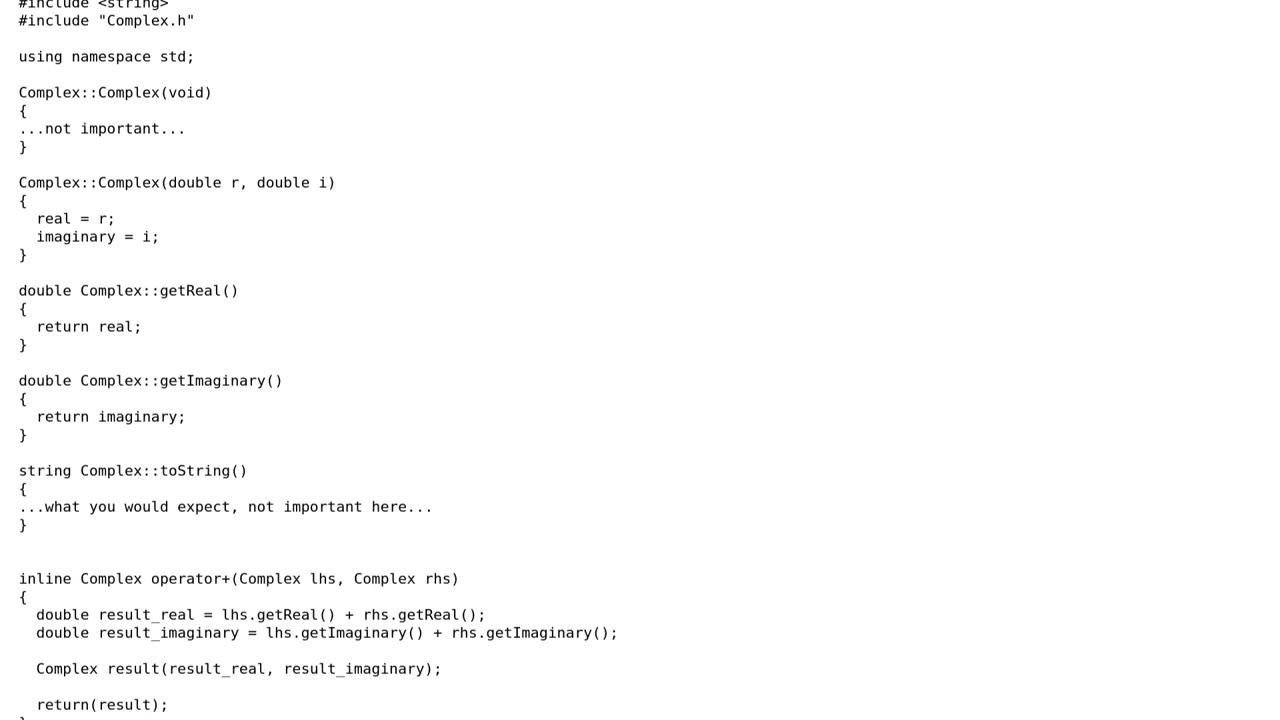 #include <string>
#include "Complex.h"
using namespace std;
Complex::Complex(void)
{
...not important...
}
Complex::Complex(double r, double i)
{
real = r;
imaginary = i;
}
double Complex::getReal()
{
return real;
}
double Complex::getImaginary()
{
return imaginary;
}
string Complex::toString()
{
...what you would expect, not important here...
}
inline Complex operator+(Complex lhs, Complex rhs)
{
double result_real = lhs.getReal() + rhs.getReal();
double result_imaginary = lhs.getImaginary() + rhs.getImaginary();
Complex result(result_real, result_imaginary);
return(result);
}